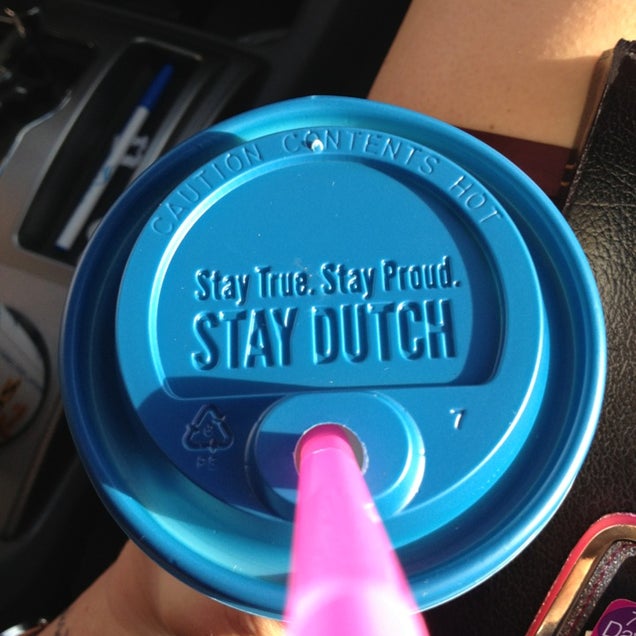 CAUTION CONTENTS HOT
Stay True. Stay Proud.
STAY DUTCH
7